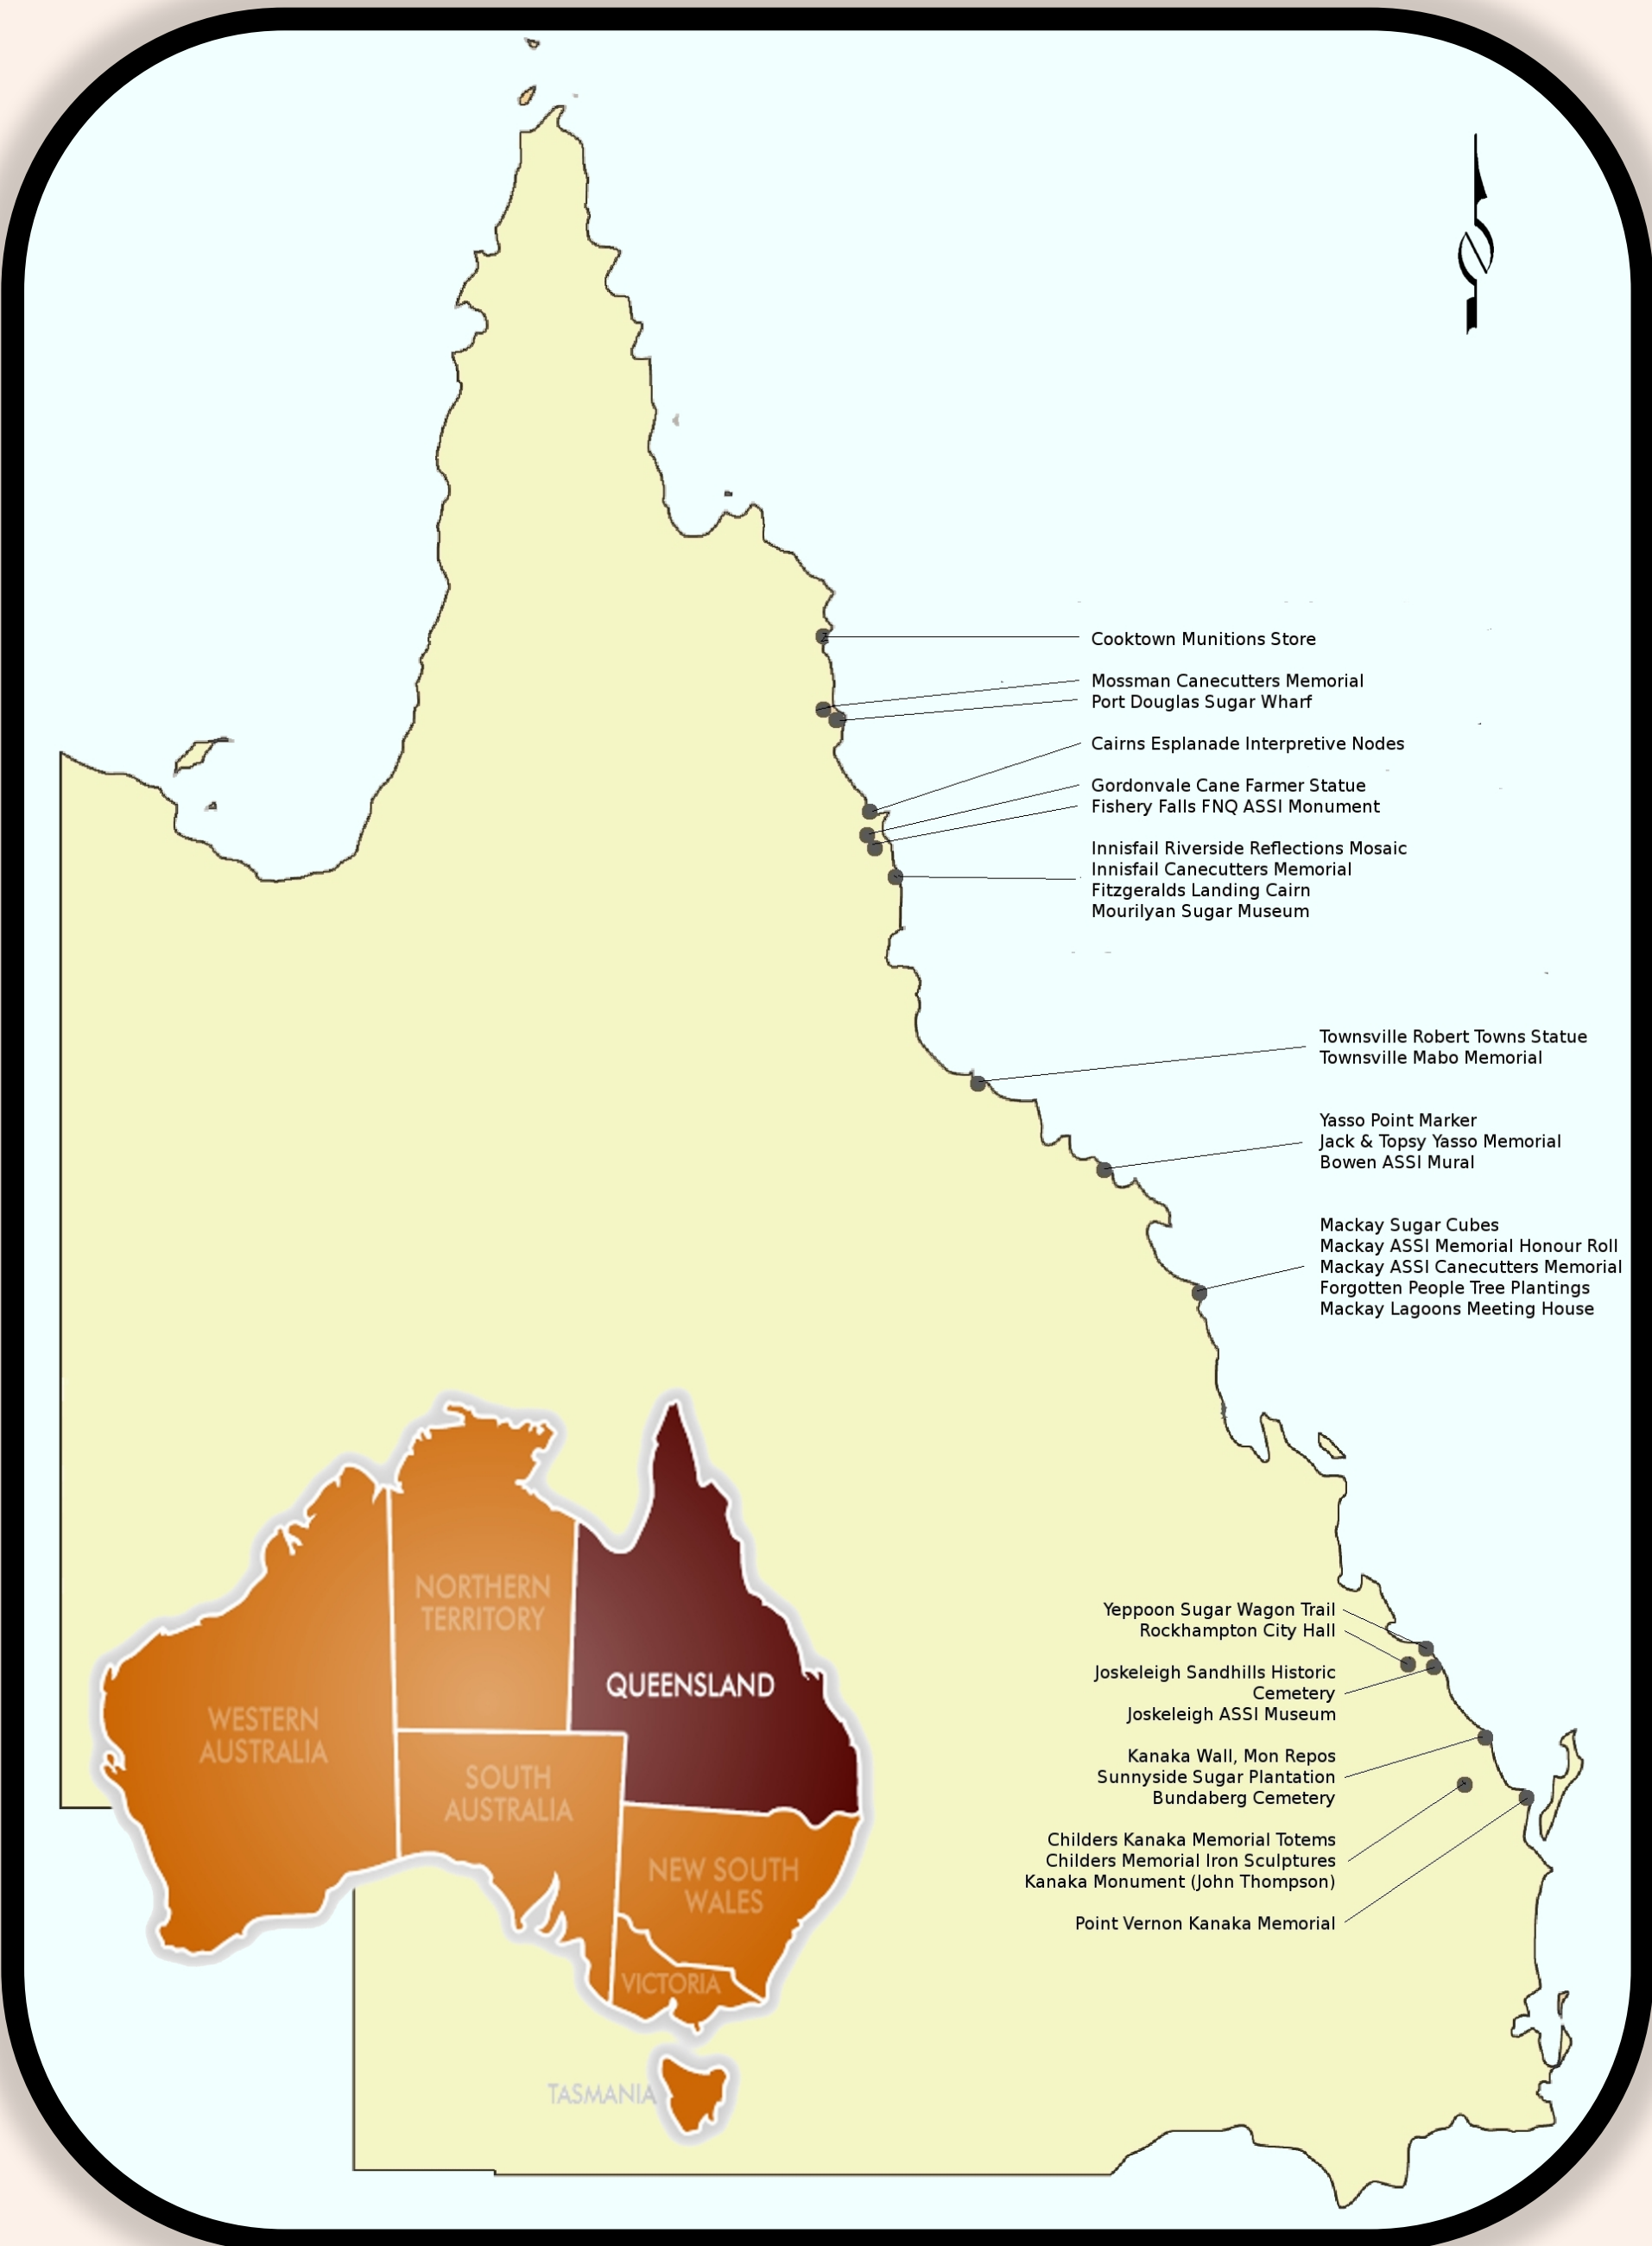 N
Cooktown Munitions Store
Mossman Canecutters Memorial
Port Douglas Sugar Wharf
Cairns Esplanade Interpretive Nodes
Gordonvale Cane Farmer Statue
Fishery Falls FNQ ASSI Monument
Innisfail Riverside Reflections Mosaic
Innisfail Canecutters Memorial
Fitzgeralds Landing Cairn
Mourilyan Sugar Museum
Townsville Robert Towns Statue
Townsville Mabo Memorial
Yasso Point Marker
Jack & Topsy Yasso Memorial
Bowen ASSI Mural
Mackay Sugar Cubes
Mackay ASSI Memorial Honour Roll
Mackay ASSI Canecutters Memorial
Forgotten People Tree Plantings
Mackay Lagoons Meeting House
Yeppoon Sugar Wagon Trail
Rockhampton City Hall
Joskeleigh Sandhills Historic
Cemetery
Joskeleigh ASSI Museum
Kanaka Wall, Mon Repos
Sunnyside Sugar Plantation
Bundaberg Cemetery
Childers Kanaka Memorial Totems
Childers Memorial Iron Sculptures
Kanaka Monument (John Thompson)
Point Vernon Kanaka Memorial
NORTHERN
TERRITORY
QUEENSLAND
WESTERN
AUSTRALIA
SOUTH
AUSTRALIA
NEW SOUTH
WALES
VICTORIA
TASMANIA